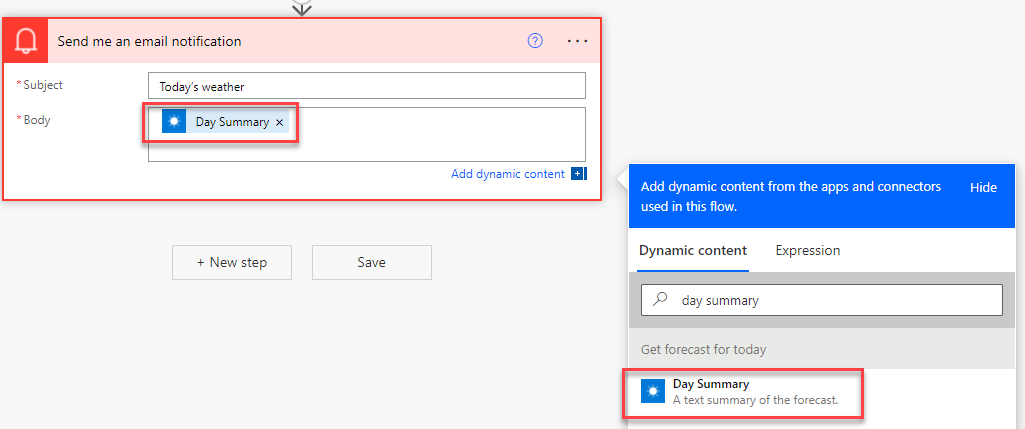 Send me an email notification
?
* Subject
Today's weather
* Body
Day Summary ×
Add dynamic content
+ New step
Save
Add dynamic content from the apps and connectors
used in this flow.
Hide
Dynamic content
Expression
day summary
Get forecast for today
Day Summary
A text summary of the forecast.